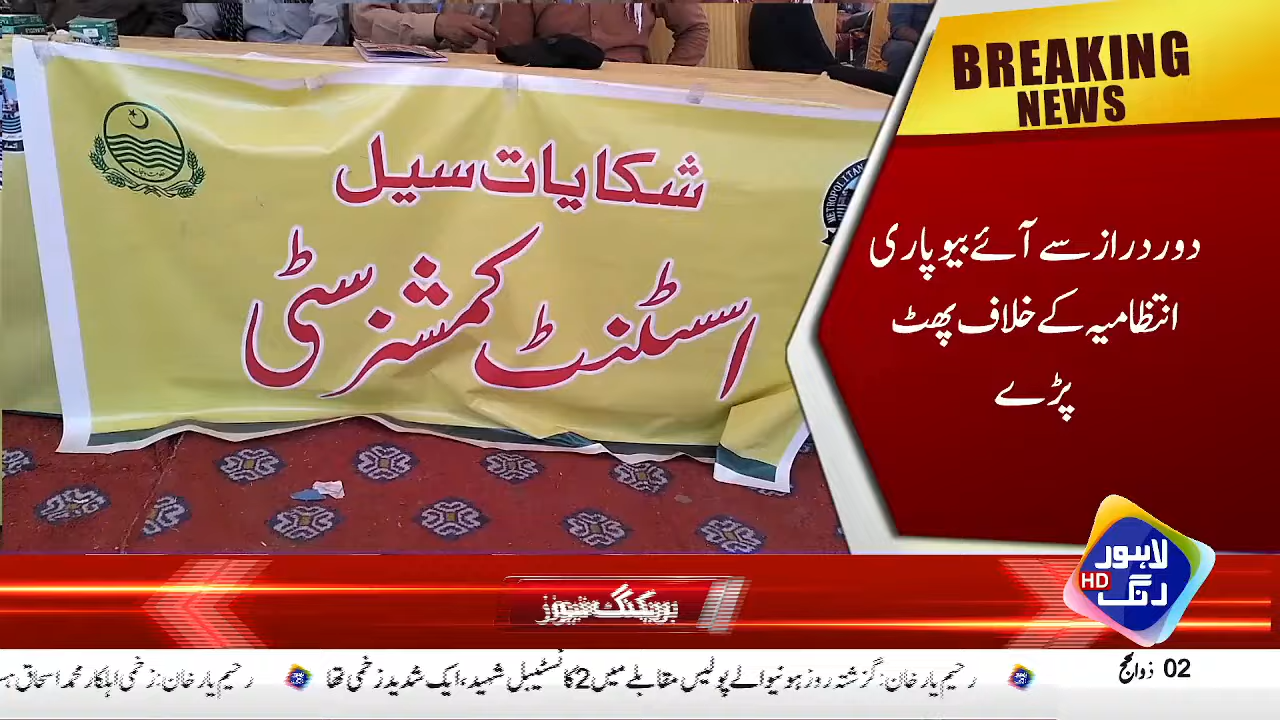 شکایات سیل
اسسٹنٹ کمشنر سٹی
METROPOLITAN
BREAKING
NEWS
دور دراز سے آئے بیوپاری
انتظامیہ کے خلاف پھٹ
پڑے
لاہور
HD رنگ
بریکنگ نیوز
02 ذوالحج
رحیم یار خان: گزشتہ روز ہونیوالے پولیس مقابلے میں 2 کانسٹیبل شہید، ایک شدید زخمی تھا
رحیم یار خان: زخمی اہلکار محمد اسحاق